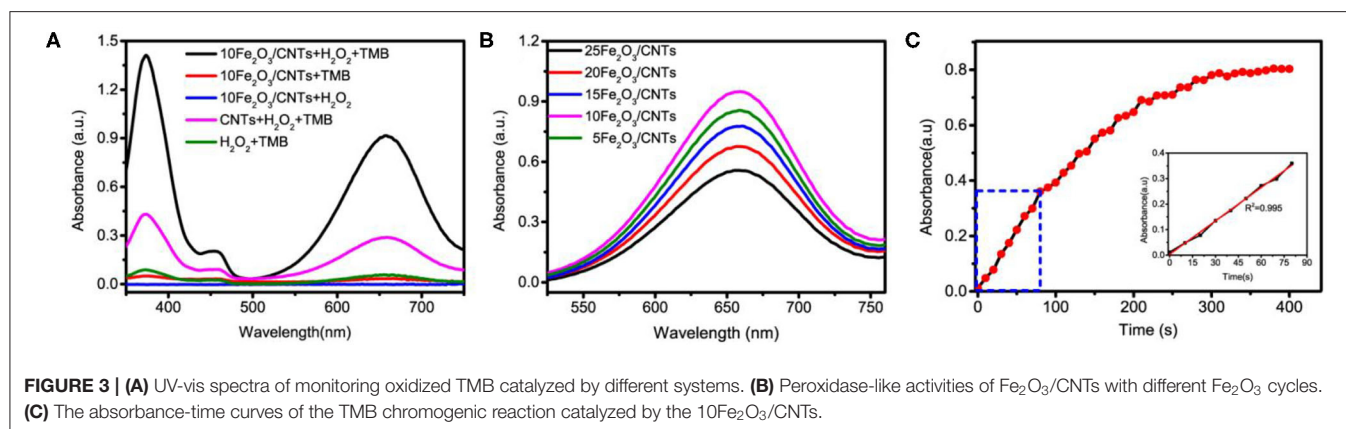 A
1.5
1.2
0.9
0.6
0.3
0.0
Absorbance (a.u.)
10Fe₂O₃/CNTs+H₂O₂+TMB
10Fe₂O₃/CNTs+TMB
10Fe₂O₃/CNTs+H₂O₂
CNTs+H₂O₂+TMB
H₂O₂+TMB
400 500 600 700
Wavelength(nm)
B
1.2
0.9
0.6
0.3
0.0
Absorbance (a.u.)
25Fe₂O₃/CNTs
20Fe₂O₃/CNTs
15Fe₂O₃/CNTs
10Fe₂O₃/CNTs
5Fe₂O₃/CNTs
550 600 650 700 750
Wavelength (nm)
C
0.8
0.6
0.4
0.2
0.0
Absorbance(a.u)
0 100 200 300 400
Time (s)
0.4
0.3
0.2
0.1
0.0
Absorbance(a.u)
R²=0.995
0 15 30 45 60 75 90
Time(s)
FIGURE 3 | (A) UV-vis spectra of monitoring oxidized TMB catalyzed by different systems. (B) Peroxidase-like activities of Fe₂O₃/CNTs with different Fe₂O₃ cycles.
(C) The absorbance-time curves of the TMB chromogenic reaction catalyzed by the 10Fe₂O₃/CNTs.